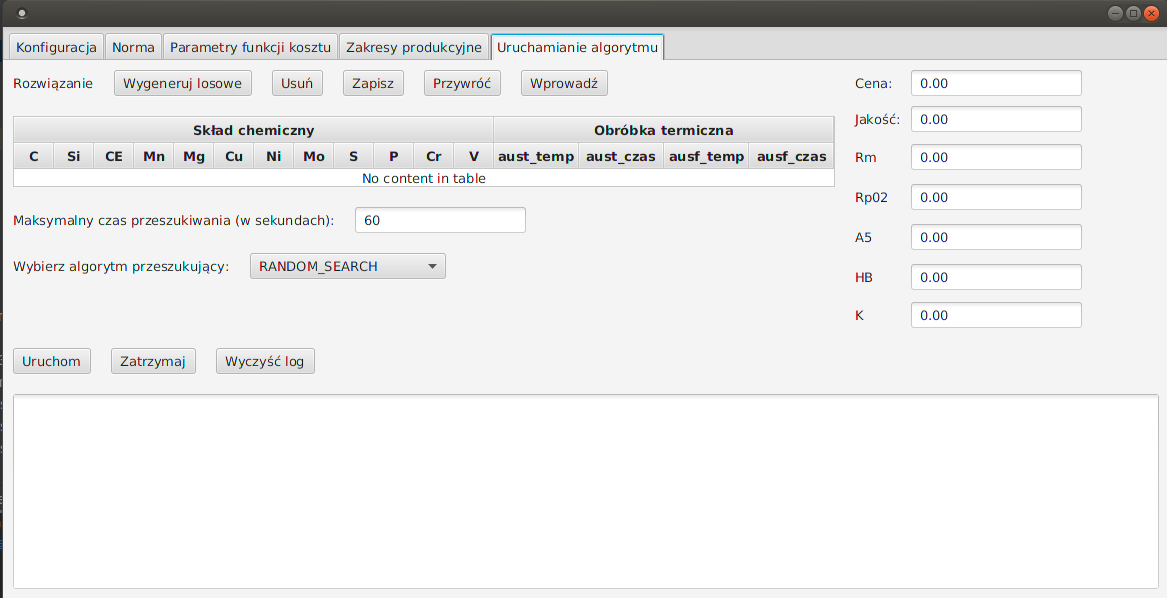 Konfiguracja Norma Parametry funkcji kosztu Zakresy produkcyjne Uruchamianie algorytmu
Rozwiązanie Wygeneruj losowe Usuń Zapisz Przywróć Wprowadź
Skład chemiczny Obróbka termiczna
C Si CE Mn Mg Cu Ni Mo S P Cr V aust_temp aust_czas ausf_temp ausf_czas
No content in table
Maksymalny czas przeszukiwania (w sekundach): 60
Wybierz algorytm przeszukujący: RANDOM_SEARCH
Cena: 0.00
Jakość: 0.00
Rm 0.00
Rp02 0.00
A5 0.00
HB 0.00
K 0.00
Uruchom Zatrzymaj Wyczyść log